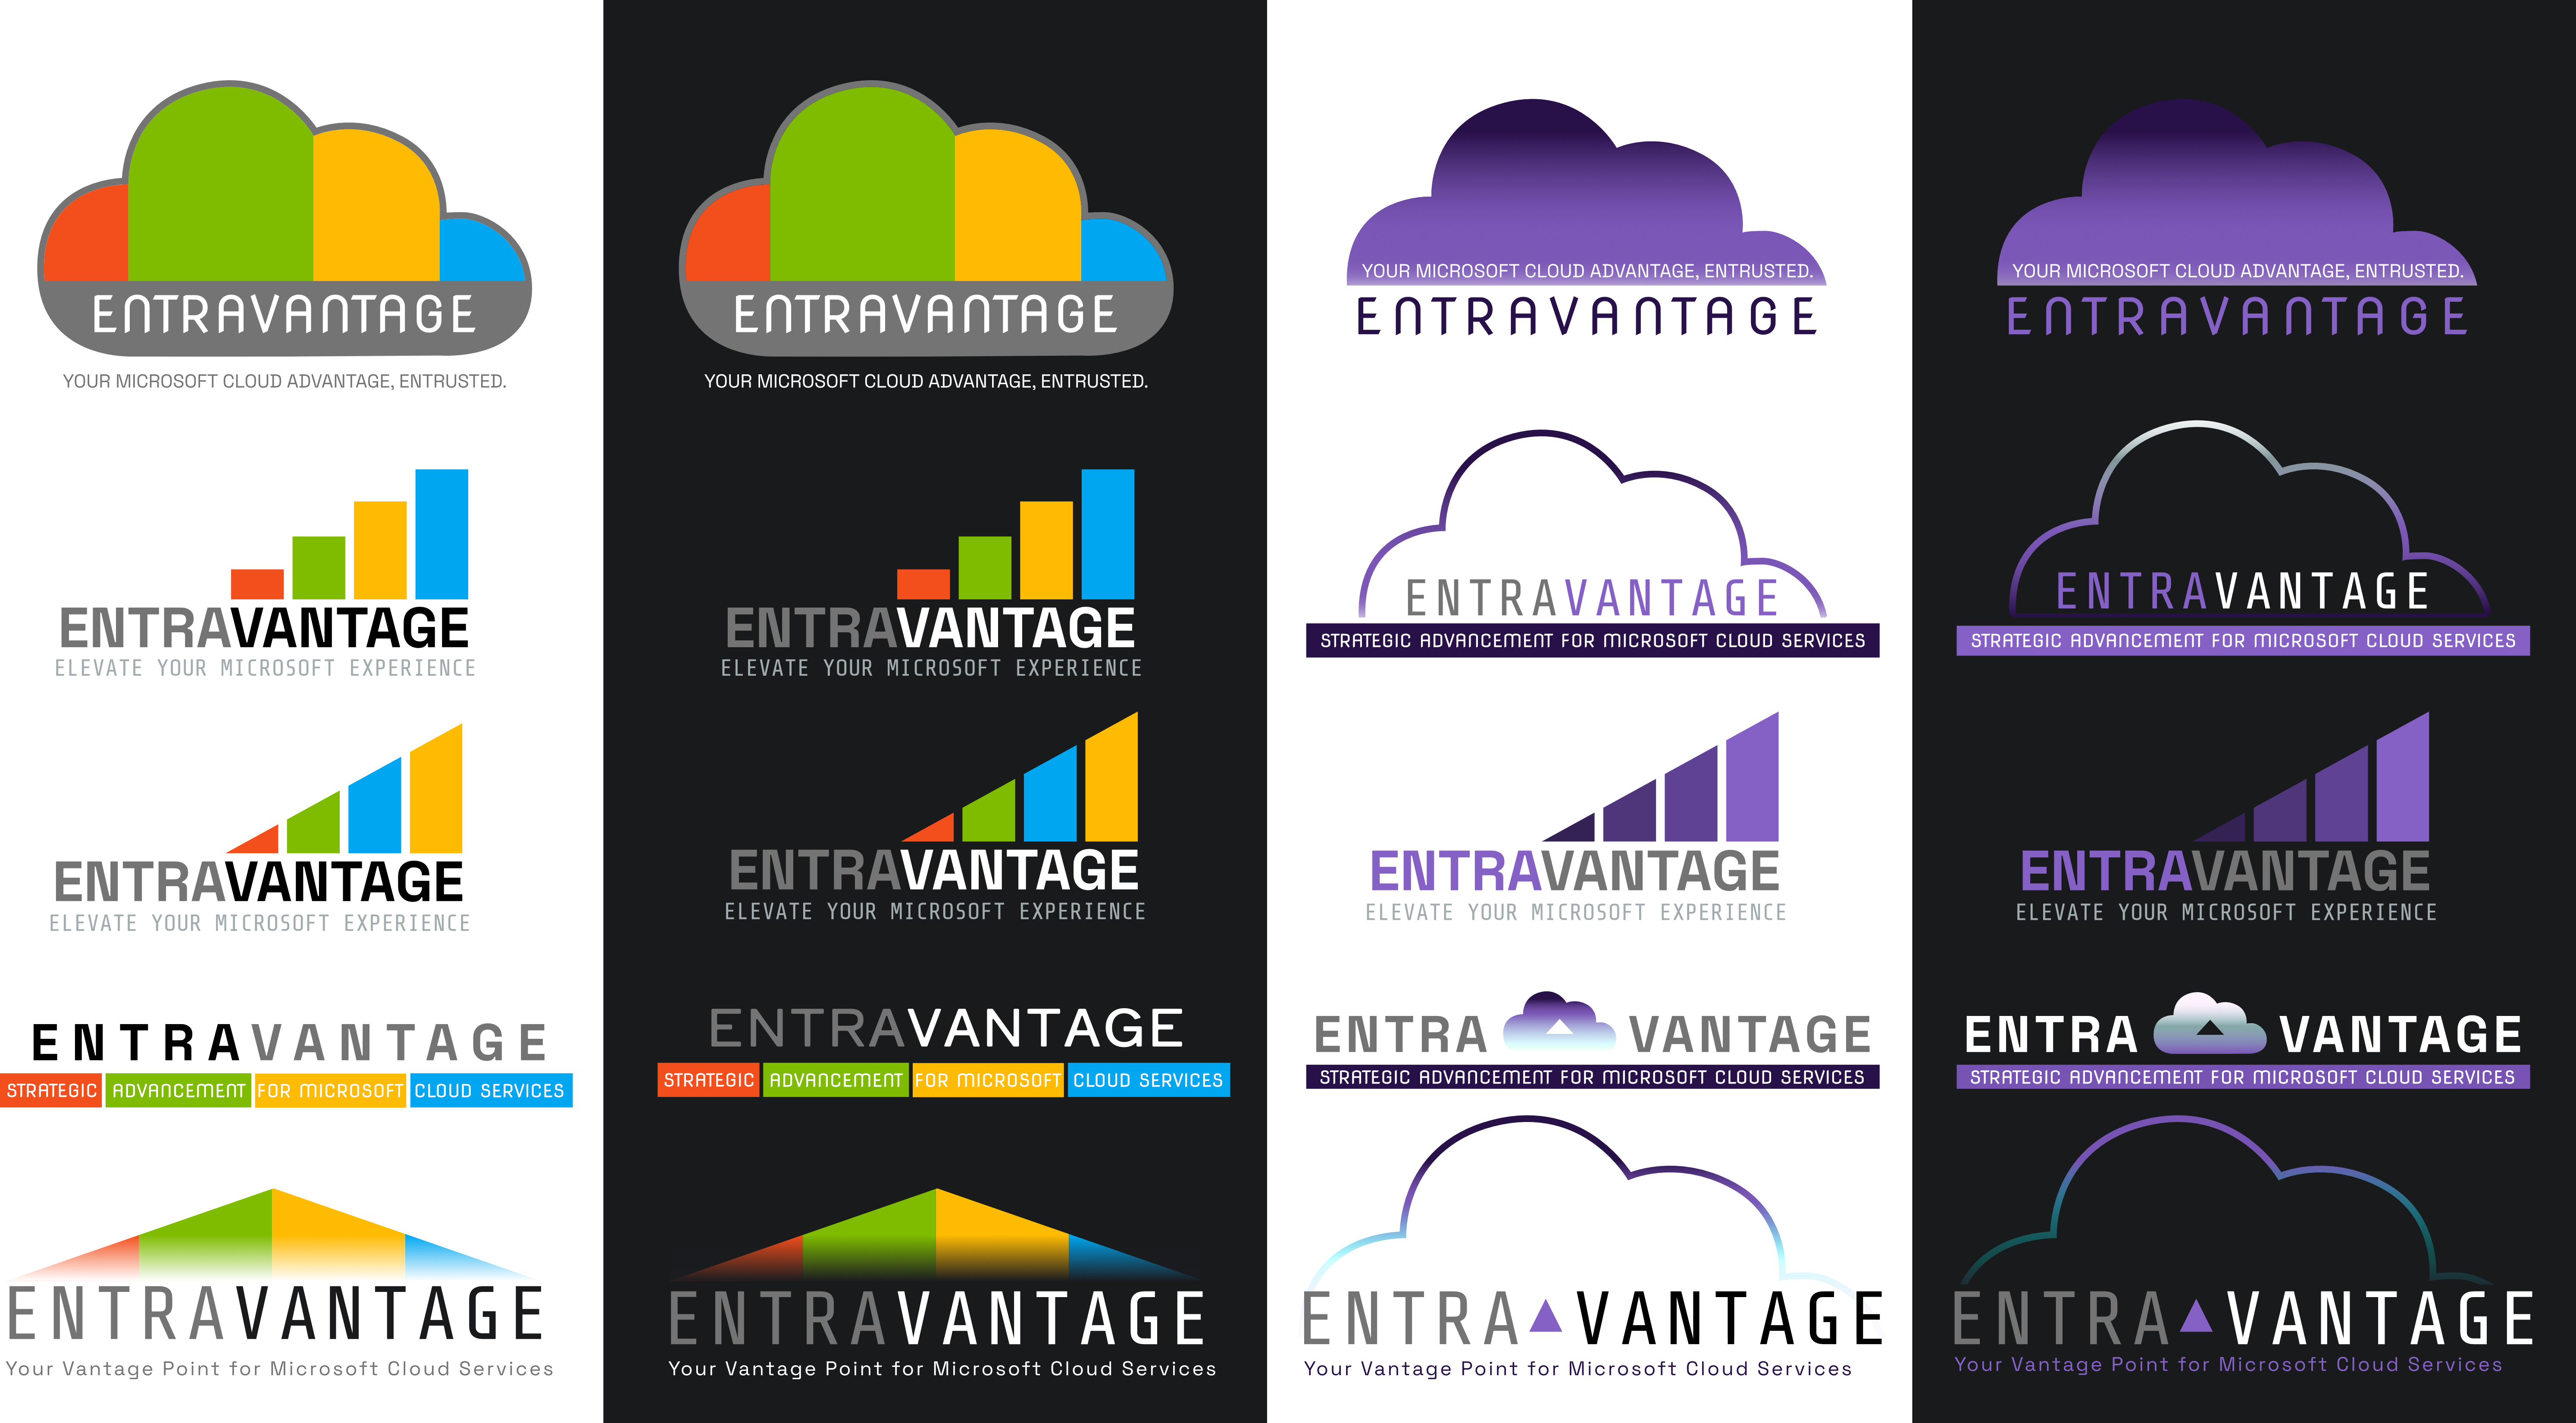 ENTRAVANTAGE
YOUR MICROSOFT CLOUD ADVANTAGE, ENTRUSTED.
ENTRAVANTAGE
ELEVATE YOUR MICROSOFT EXPERIENCE
ENTRAVANTAGE
ELEVATE YOUR MICROSOFT EXPERIENCE
ENTRAVANTAGE
STRATEGIC ADVANCEMENT FOR MICROSOFT CLOUD SERVICES
ENTRAVANTAGE
Your Vantage Point for Microsoft Cloud Services
ENTRAVANTAGE
YOUR MICROSOFT CLOUD ADVANTAGE, ENTRUSTED.
ENTRAVANTAGE
ELEVATE YOUR MICROSOFT EXPERIENCE
ENTRAVANTAGE
ELEVATE YOUR MICROSOFT EXPERIENCE
ENTRAVANTAGE
STRATEGIC ADVANCEMENT FOR MICROSOFT CLOUD SERVICES
ENTRAVANTAGE
Your Vantage Point for Microsoft Cloud Services
YOUR MICROSOFT CLOUD ADVANTAGE, ENTRUSTED.
ENTRAVANTAGE
ENTRAVANTAGE
STRATEGIC ADVANCEMENT FOR MICROSOFT CLOUD SERVICES
ENTRAVANTAGE
ELEVATE YOUR MICROSOFT EXPERIENCE
ENTRA VANTAGE
STRATEGIC ADVANCEMENT FOR MICROSOFT CLOUD SERVICES
ENTRA VANTAGE
Your Vantage Point for Microsoft Cloud Services
YOUR MICROSOFT CLOUD ADVANTAGE, ENTRUSTED.
ENTRAVANTAGE
ENTRAVANTAGE
STRATEGIC ADVANCEMENT FOR MICROSOFT CLOUD SERVICES
ENTRAVANTAGE
ELEVATE YOUR MICROSOFT EXPERIENCE
ENTRA VANTAGE
STRATEGIC ADVANCEMENT FOR MICROSOFT CLOUD SERVICES
ENTRA VANTAGE
Your Vantage Point for Microsoft Cloud Services